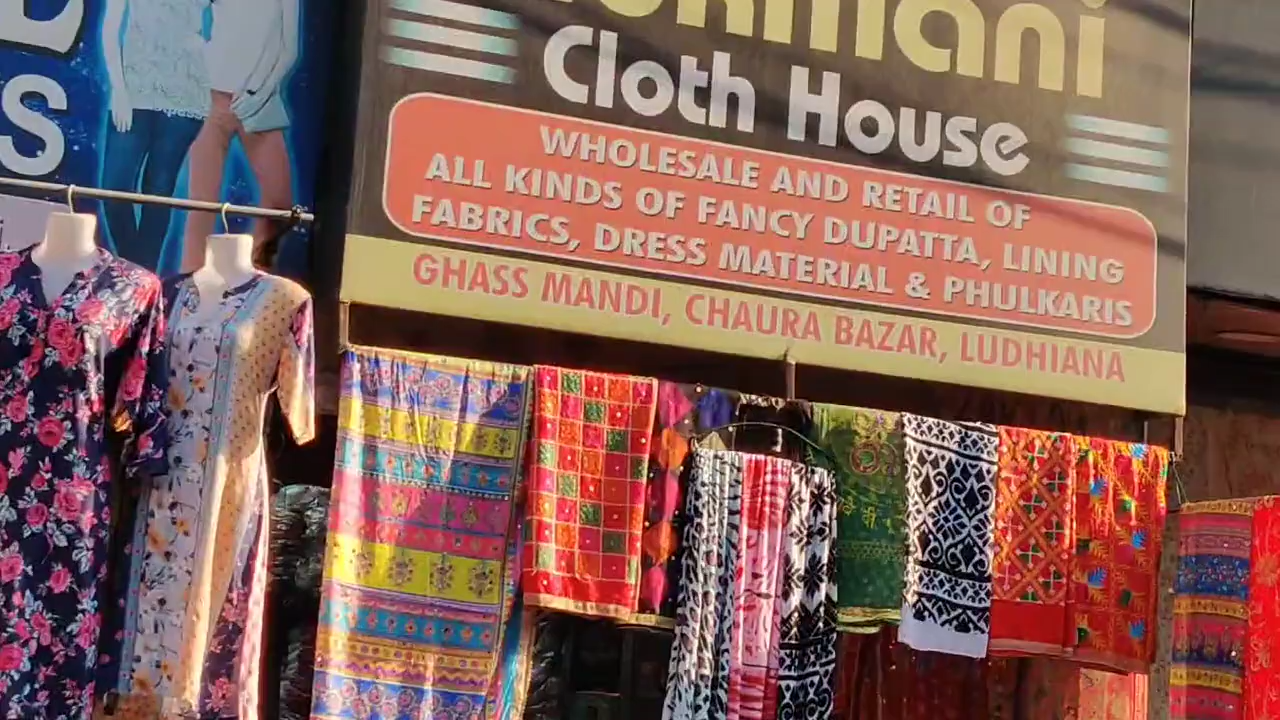 Cloth House
WHOLESALE AND RETAIL OF
ALL KINDS OF FANCY DUPATTA, LINING
FABRICS, DRESS MATERIAL & PHULKARIS
GHASS MANDI, CHAURA BAZAR, LUDHIANA